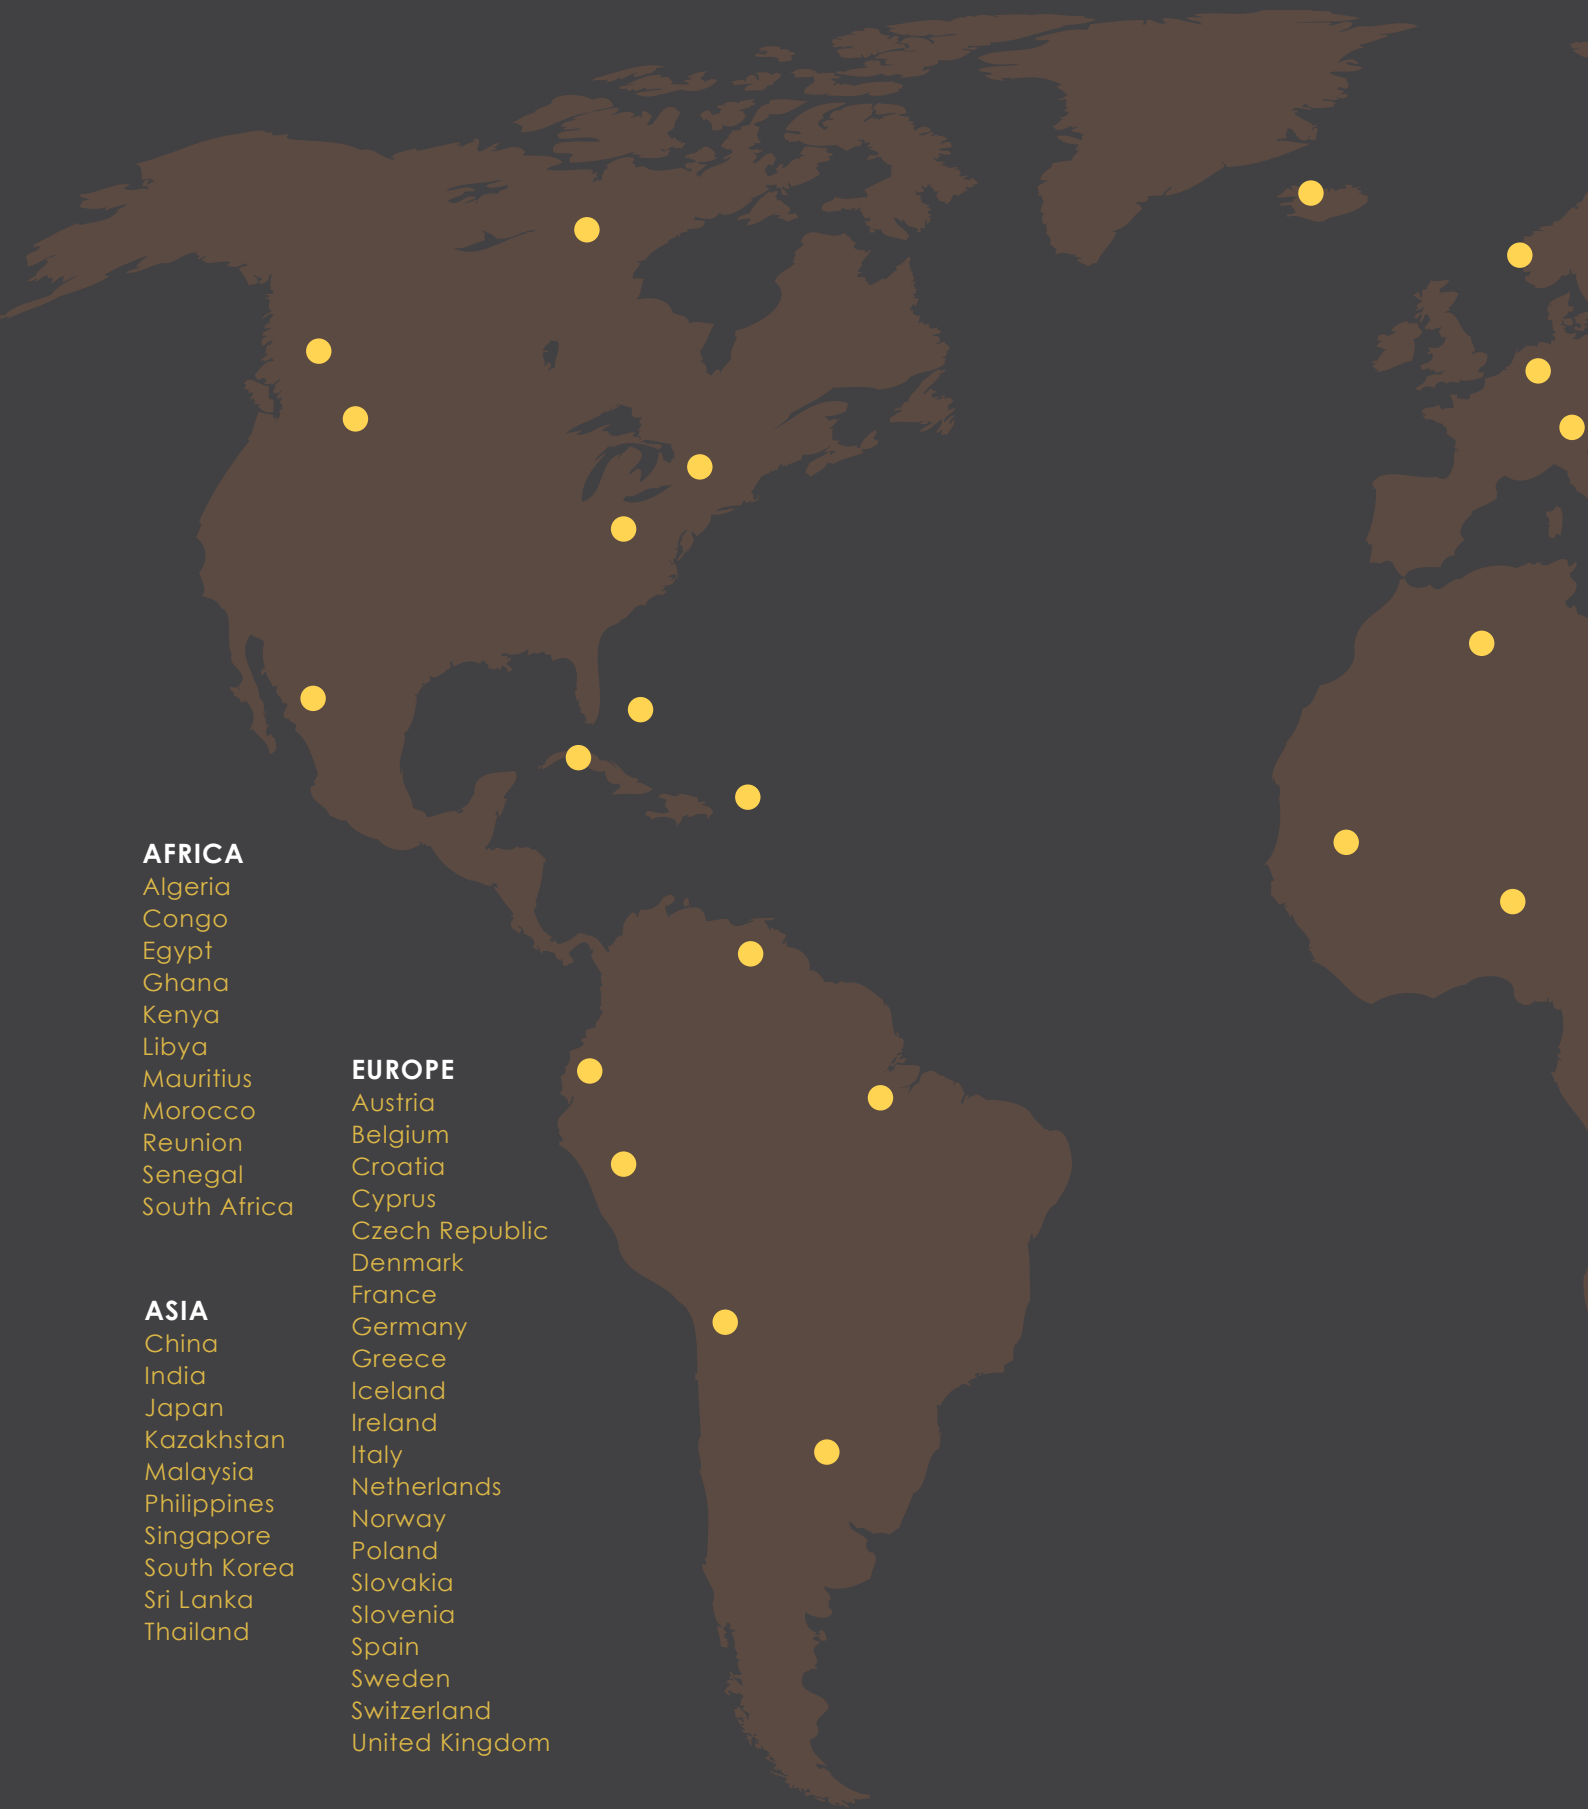 AFRICA
Algeria
Congo
Egypt
Ghana
Kenya
Libya
Mauritius
Morocco
Reunion
Senegal
South Africa
ASIA
China
India
Japan
Kazakhstan
Malaysia
Philippines
Singapore
South Korea
Sri Lanka
Thailand
EUROPE
Austria
Belgium
Croatia
Cyprus
Czech Republic
Denmark
France
Germany
Greece
Iceland
Ireland
Italy
Netherlands
Norway
Poland
Slovakia
Slovenia
Spain
Sweden
Switzerland
United Kingdom